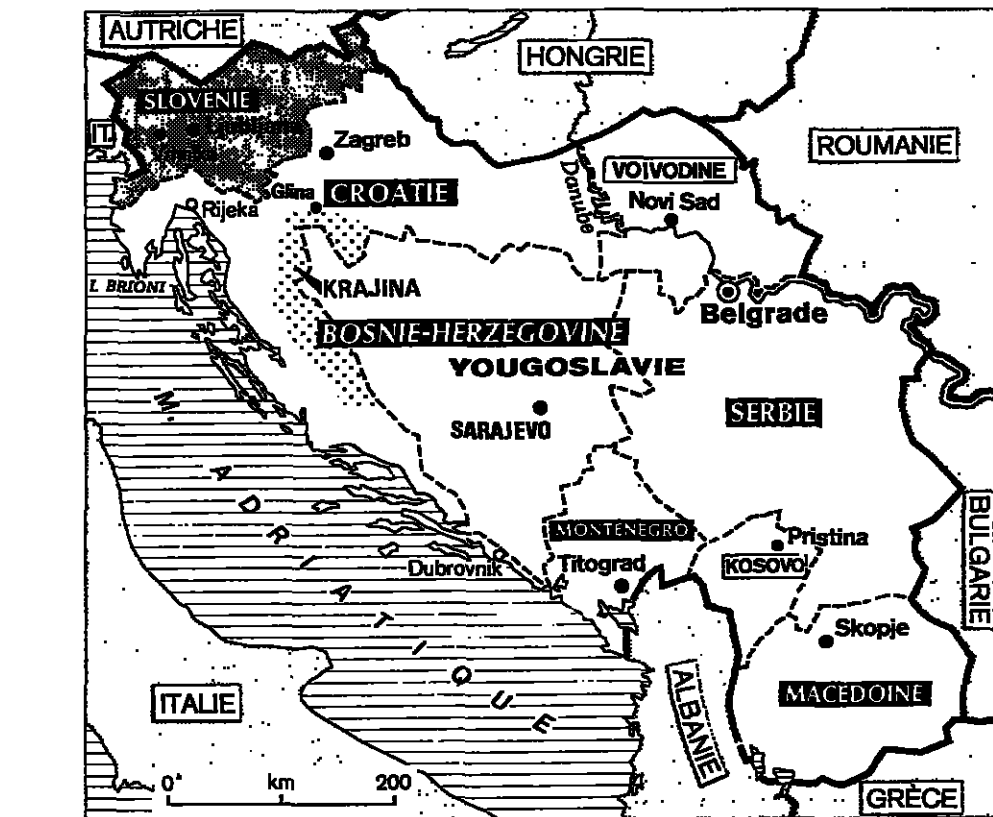 AUTRICHE
HONGRIE
SLOVENIE
IT.
Zagreb
ROUMANIE
VOIVODINE
Danube
Glina
CROATIE
Novi Sad
Rijeka
I. BRIONI
KRAJINA
Belgrade
BOSNIE-HERZÉGOVINE
YOUGOSLAVIE
SERBIE
SARAJEVO
M. ADRIATIQUE
MONTENEGRO
BULGARIE
Pristina
Titograd
KOSOVO
Dubrovnik
Skopje
ALBANIE
ITALIE
MACEDOINE
0 km 200
GRÈCE